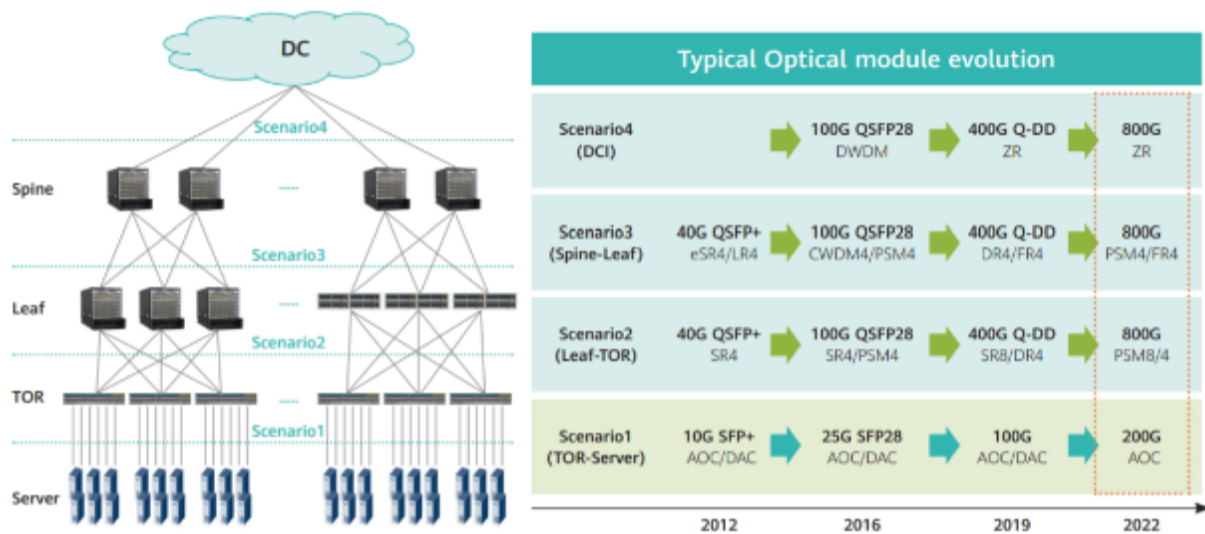 DC
Scenario4
Spine
.....
Scenario3
Leaf
.....
Scenario2
TOR
.....
Scenario1
Server
Typical Optical module evolution
Scenario4
(DCI)
100G QSFP28
DWDM
400G Q-DD
ZR
800G
ZR
Scenario3
(Spine-Leaf)
40G QSFP+
eSR4/LR4
100G QSFP28
CWDM4/PSM4
400G Q-DD
DR4/FR4
800G
PSM4/FR4
Scenario2
(Leaf-TOR)
40G QSFP+
SR4
100G QSFP28
SR4/PSM4
400G Q-DD
SR8/DR4
800G
PSM8/4
Scenario1
(TOR-Server)
10G SFP+
AOC/DAC
25G SFP28
AOC/DAC
100G
AOC/DAC
200G
AOC
2012
2016
2019
2022